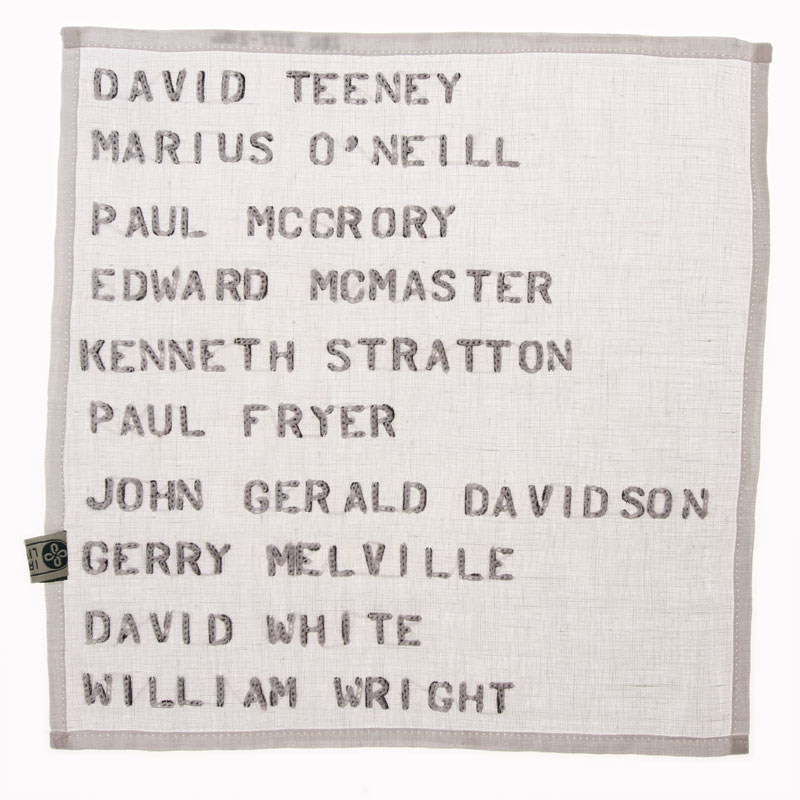 DAVID TEENEY
MARIUS O'NEILL
PAUL MCCRORY
EDWARD MCMASTER
KENNETH STRATTON
PAUL FRYER
JOHN GERALD DAVIDSON
GERRY MELVILLE
DAVID WHITE
WILLIAM WRIGHT